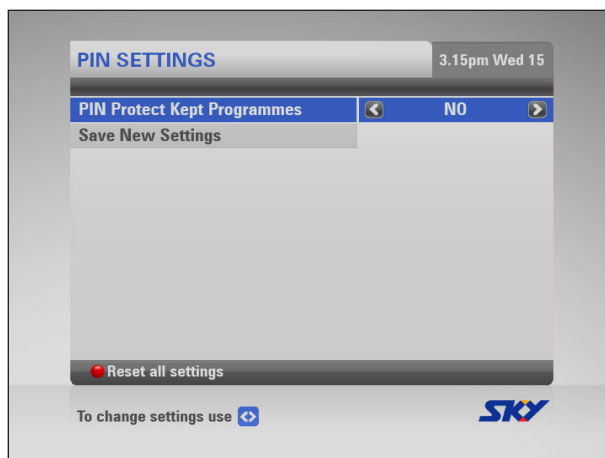 PIN SETTINGS 3.15pm Wed 15
PIN Protect Kept Programmes NO
Save New Settings
Reset all settings
To change settings use
SKY